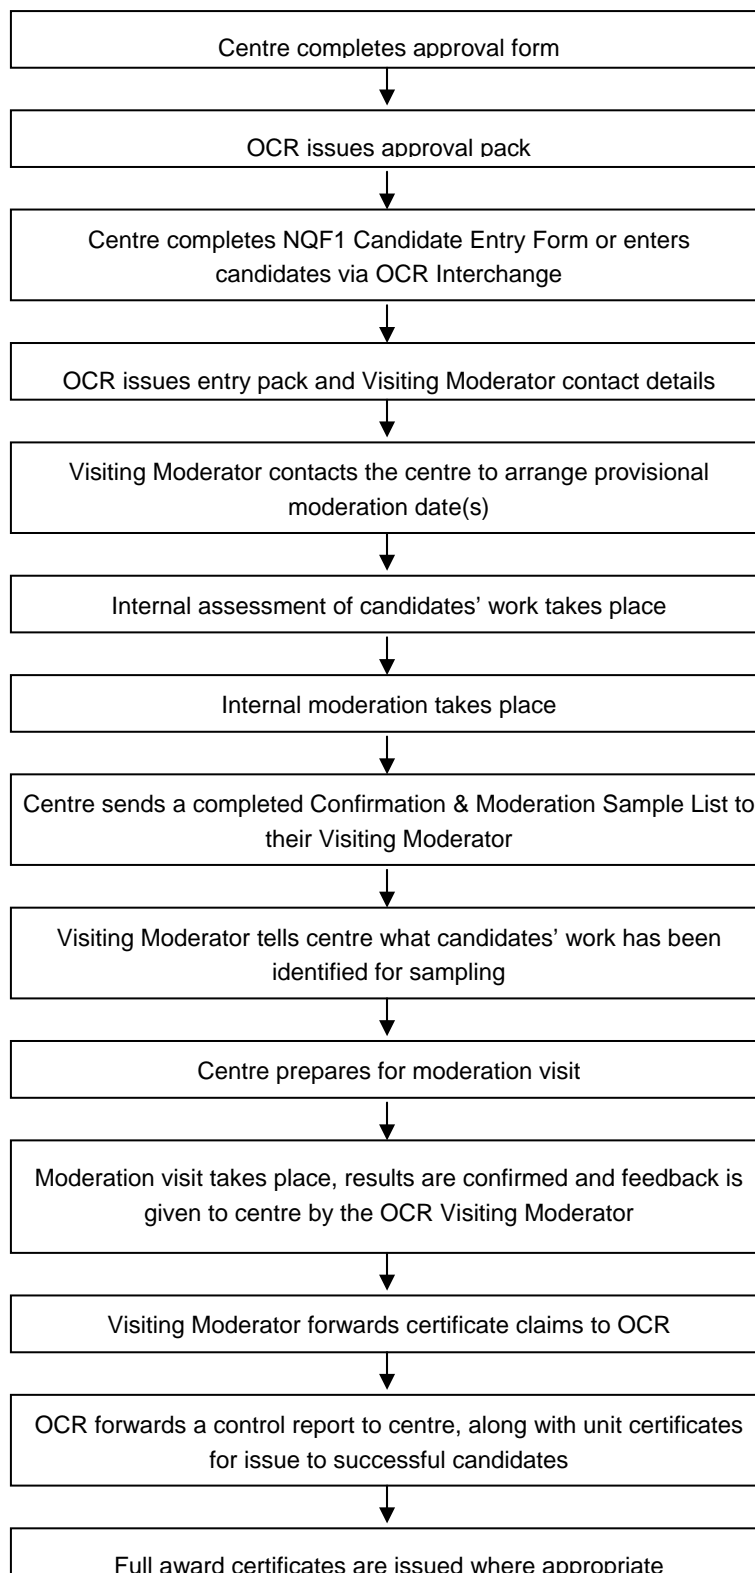 Centre completes approval form
OCR issues approval pack
Centre completes NQF1 Candidate Entry Form or enters
candidates via OCR Interchange
OCR issues entry pack and Visiting Moderator contact details
Visiting Moderator contacts the centre to arrange provisional
moderation date(s)
Internal assessment of candidates’ work takes place
Internal moderation takes place
Centre sends a completed Confirmation & Moderation Sample List to
their Visiting Moderator
Visiting Moderator tells centre what candidates’ work has been
identified for sampling
Centre prepares for moderation visit
Moderation visit takes place, results are confirmed and feedback is
given to centre by the OCR Visiting Moderator
Visiting Moderator forwards certificate claims to OCR
OCR forwards a control report to centre, along with unit certificates
for issue to successful candidates
Full award certificates are issued where appropriate